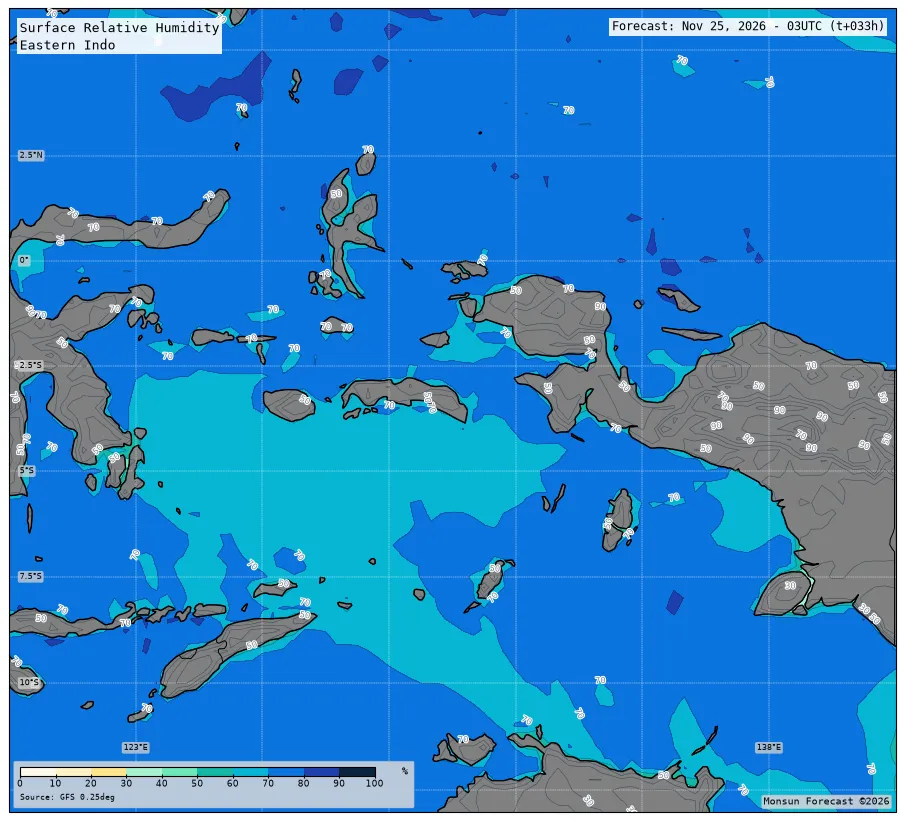 Surface Relative Humidity
Eastern Indo
Forecast: Nov 25, 2026 - 03UTC (t+033h)
2.5°N
0°
2.5°S
5°S
7.5°S
10°S
123°E
138°E
%
0 10 20 30 40 50 60 70 80 90 100
Source: GFS 0.25deg
Monsun Forecast ©2026